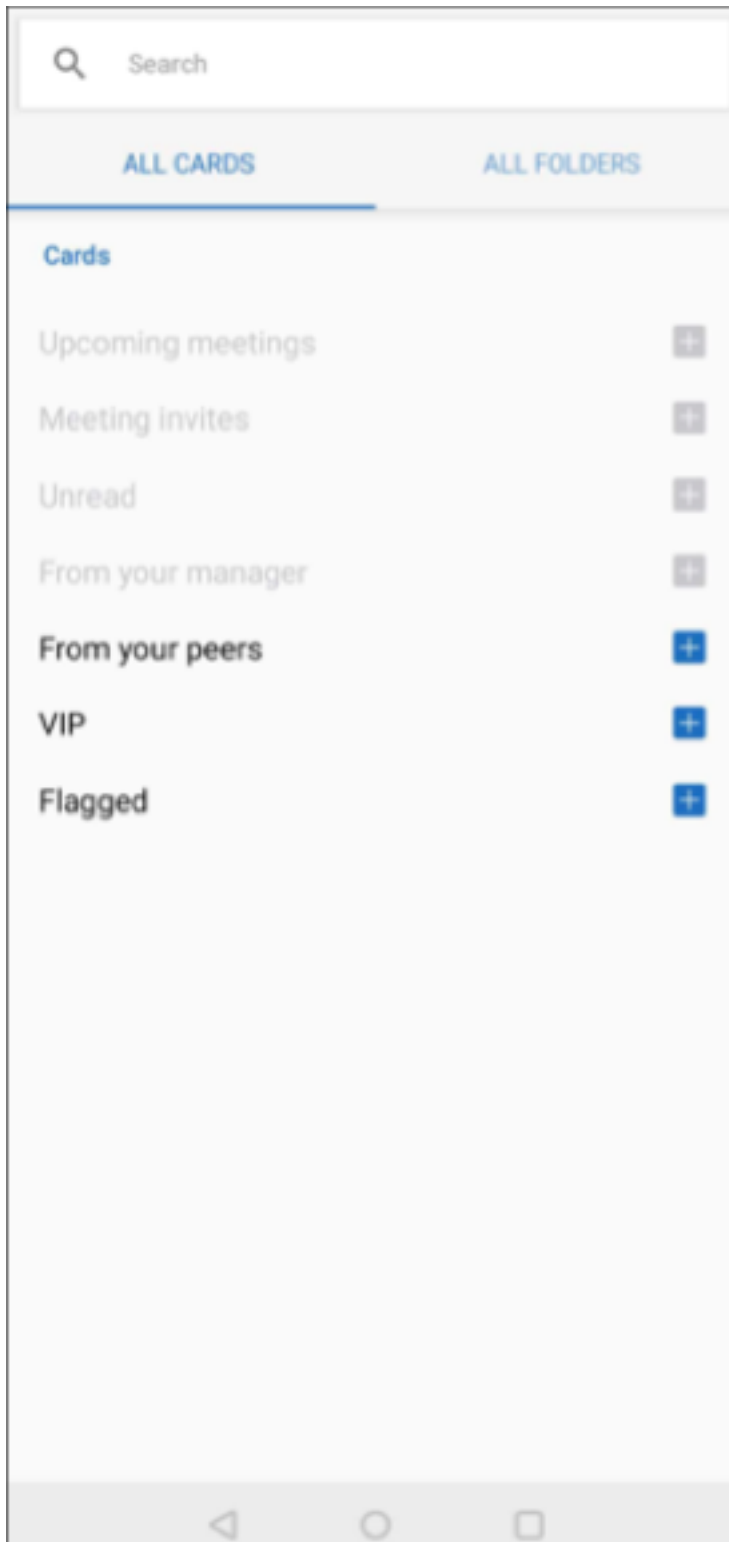 Search
ALL CARDS ALL FOLDERS
Cards
Upcoming meetings
Meeting invites
Unread
From your manager
From your peers
VIP
Flagged